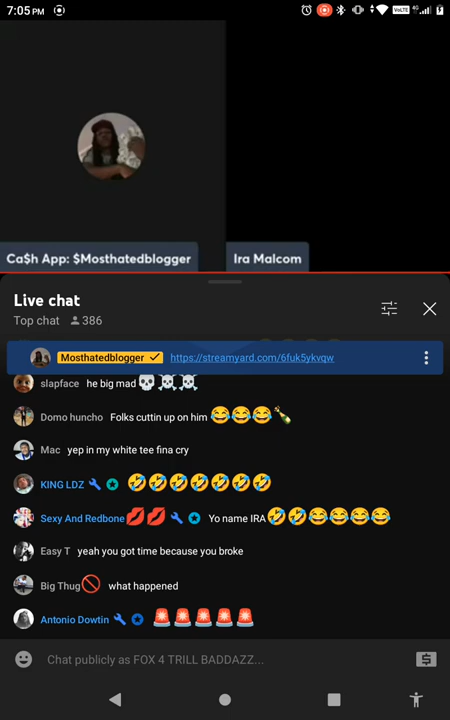 7:05 PM
VoLTE 4G
Ca$h App: $Mosthatedblogger
Ira Malcom
Live chat
Top chat 386
Mosthatedblogger https://streamyard.com/6fuk5ykvqw
slapface he big mad💀☠️☠️
Domo huncho Folks cuttin up on him 😂😂😂🍾
Mac yep in my white tee fina cry
KING LDZ 🤣🤣🤣🤣🤣🤣🤣
Sexy And Redbone💋💋 Yo name IRA🤣🤣😂😂😂😂
Easy T yeah you got time because you broke
Big Thug🚫 what happened
Antonio Dowtin 🚨🚨🚨🚨🚨
Chat publicly as FOX 4 TRILL BADDAZZ...